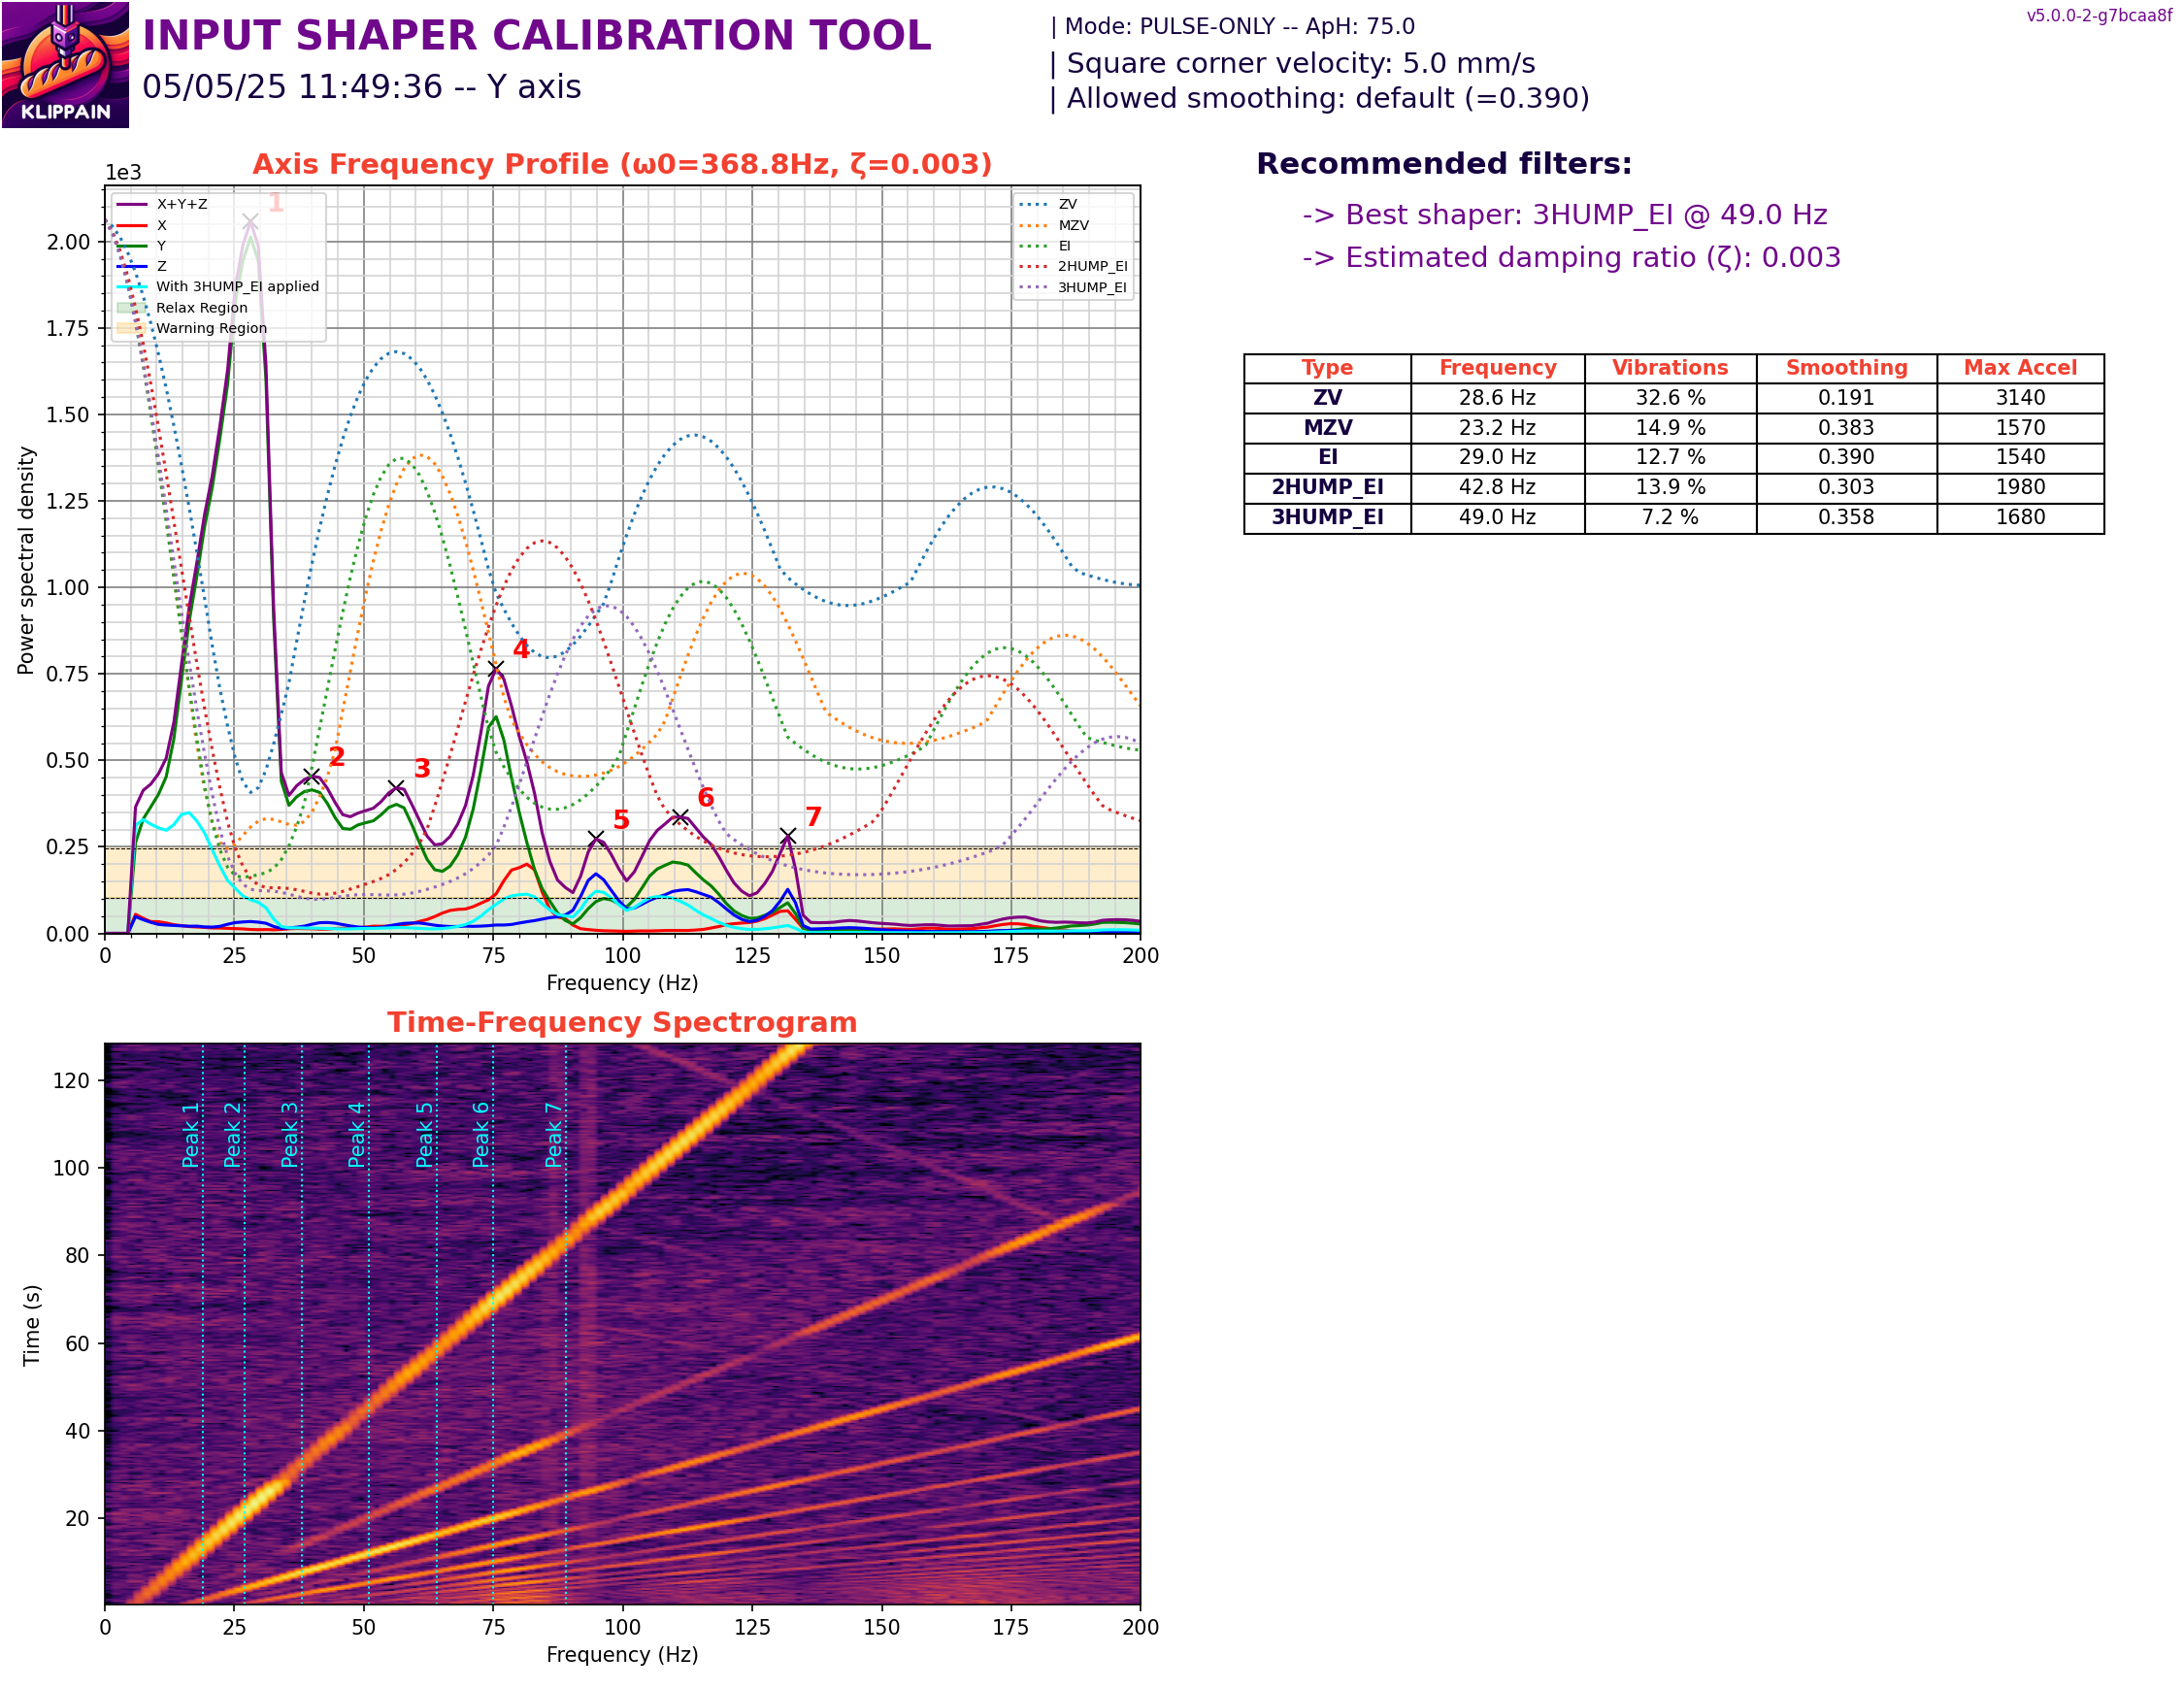 KLIPPAIN
INPUT SHAPER CALIBRATION TOOL
05/05/25 11:49:36 -- Y axis
| Mode: PULSE-ONLY -- ApH: 75.0
| Square corner velocity: 5.0 mm/s
| Allowed smoothing: default (=0.390)
v5.0.0-2-g7bcaa8f
Axis Frequency Profile (ω0=368.8Hz, ζ=0.003)
1e3
X+Y+Z
X
Y
Z
With 3HUMP_EI applied
Relax Region
Warning Region
ZV
MZV
EI
2HUMP_EI
3HUMP_EI
1
2
3
4
5
6
7
Power spectral density
2.00
1.75
1.50
1.25
1.00
0.75
0.50
0.25
0.00
0 25 50 75 100 125 150 175 200
Frequency (Hz)
Recommended filters:
-> Best shaper: 3HUMP_EI @ 49.0 Hz
-> Estimated damping ratio (ζ): 0.003
Type Frequency Vibrations Smoothing Max Accel
ZV 28.6 Hz 32.6 % 0.191 3140
MZV 23.2 Hz 14.9 % 0.383 1570
EI 29.0 Hz 12.7 % 0.390 1540
2HUMP_EI 42.8 Hz 13.9 % 0.303 1980
3HUMP_EI 49.0 Hz 7.2 % 0.358 1680
Time-Frequency Spectrogram
Time (s)
120
100
80
60
40
20
Peak 1
Peak 2
Peak 3
Peak 4
Peak 5
Peak 6
Peak 7
0 25 50 75 100 125 150 175 200
Frequency (Hz)